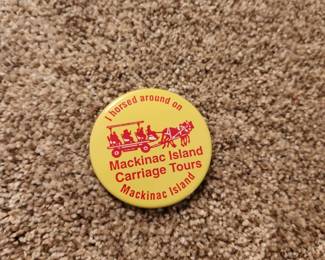 I horsed around on
Mackinac Island
Carriage Tours
Mackinac Island